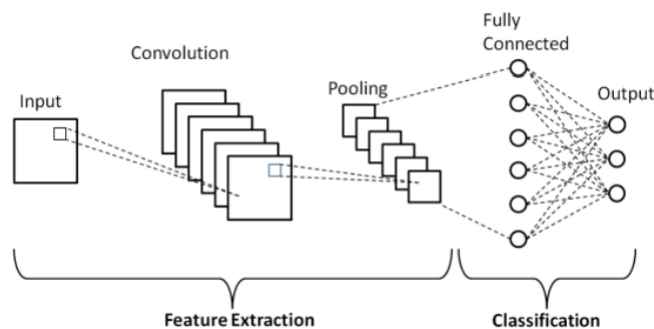 Input
Convolution
Pooling
Fully
Connected
Output
Feature Extraction
Classification